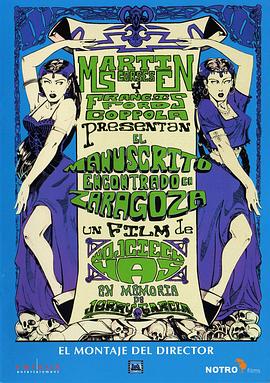 MARTIN
SCORSESE
Y
FRANCIS
FORD
COPPOLA
PRESENTAN
EL
MANUSCRITO
ENCONTRADO EN
ZARAGOZA
UN FILM de
WOJCIECH
HAS
EN MEMORIA
DE
JERRY GARCIA
EL MONTAJE DEL DIRECTOR
NOTRO films